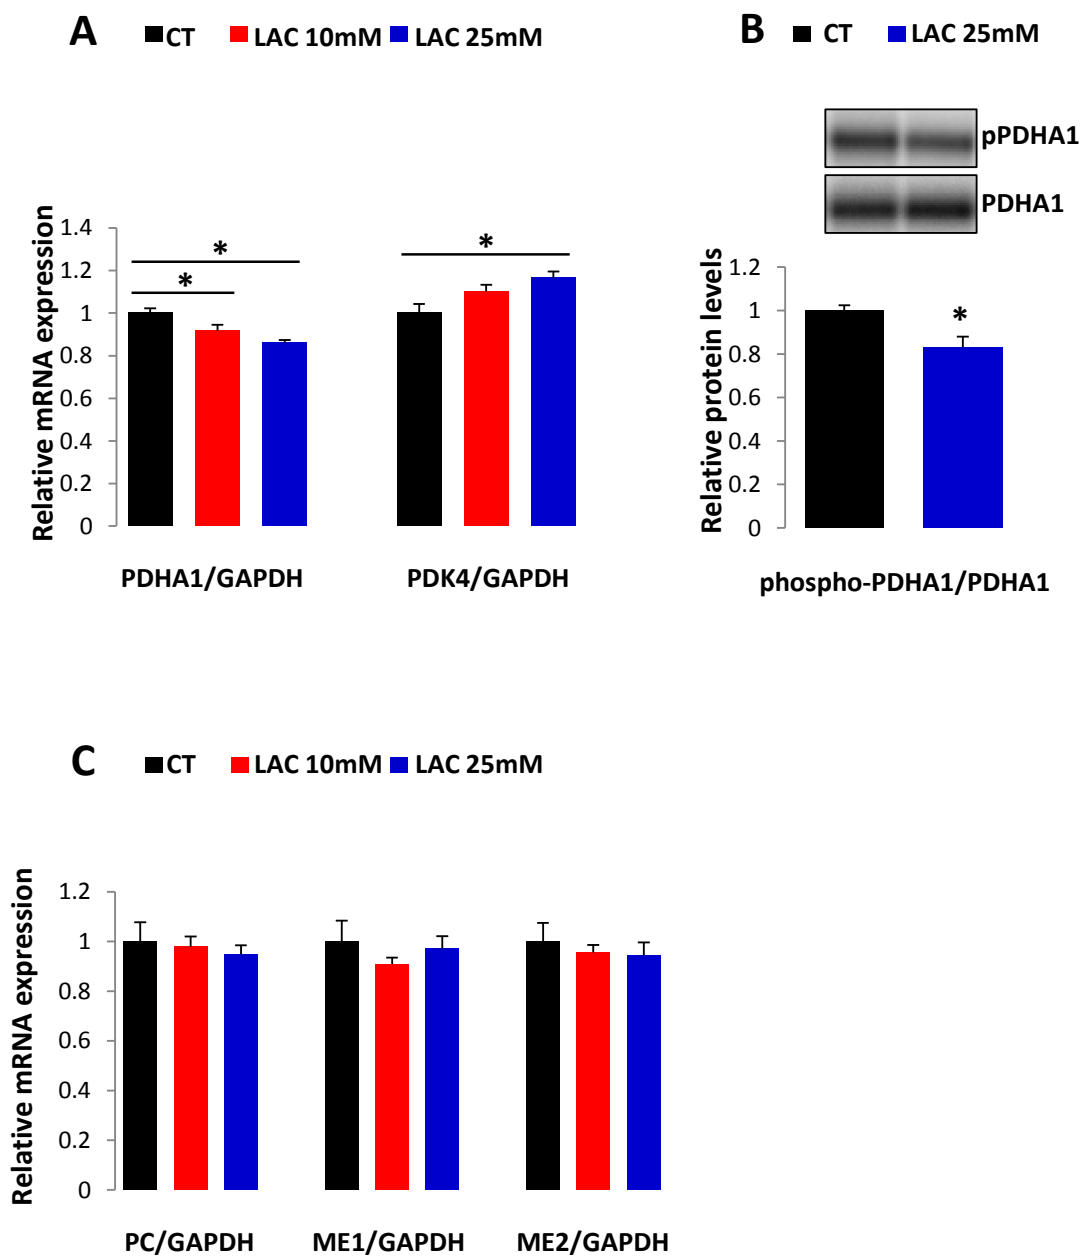 A
CT LAC 10mM LAC 25mM
*
*
*
Relative mRNA expression
1.4
1.2
1
0.8
0.6
0.4
0.2
0
PDHA1/GAPDH PDK4/GAPDH
B
CT LAC 25mM
pPDHA1
PDHA1
Relative protein levels
1.2
1
0.8
0.6
0.4
0.2
0
*
phospho-PDHA1/PDHA1
C
CT LAC 10mM LAC 25mM
Relative mRNA expression
1.2
1
0.8
0.6
0.4
0.2
0
PC/GAPDH ME1/GAPDH ME2/GAPDH